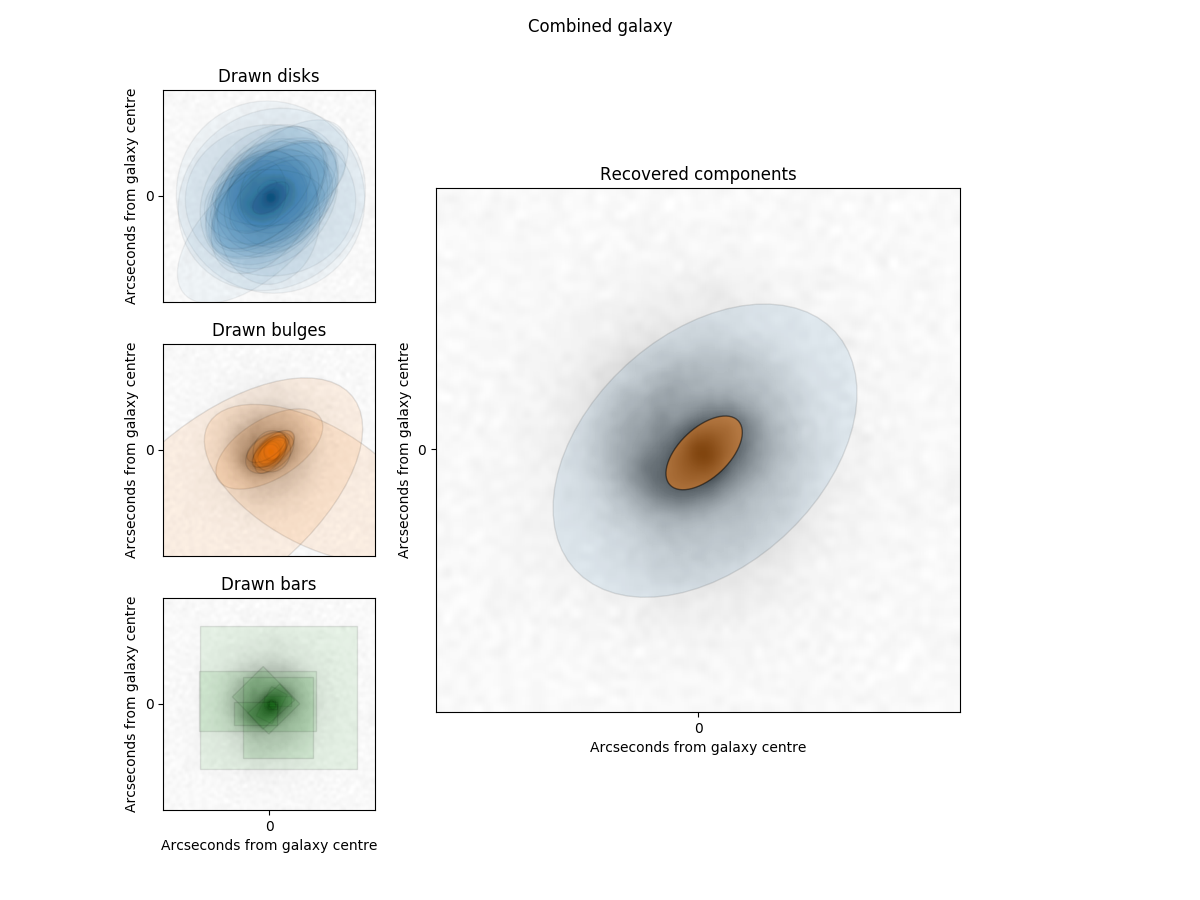 Combined galaxy
Drawn disks
Arcseconds from galaxy centre
0
Drawn bulges
Arcseconds from galaxy centre
0
Drawn bars
Arcseconds from galaxy centre
0
0
Arcseconds from galaxy centre
Recovered components
Arcseconds from galaxy centre
0
0
Arcseconds from galaxy centre